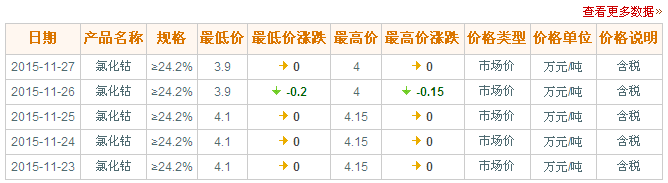 查看更多数据»
日期 产品名称 规格 最低价 最低价涨跌 最高价 最高价涨跌 价格类型 价格单位 价格说明
2015-11-27 氯化钴 ≥24.2% 3.9 0 4 0 市场价 万元/吨 含税
2015-11-26 氯化钴 ≥24.2% 3.9 -0.2 4 -0.15 市场价 万元/吨 含税
2015-11-25 氯化钴 ≥24.2% 4.1 0 4.15 0 市场价 万元/吨 含税
2015-11-24 氯化钴 ≥24.2% 4.1 0 4.15 0 市场价 万元/吨 含税
2015-11-23 氯化钴 ≥24.2% 4.1 0 4.15 0 市场价 万元/吨 含税